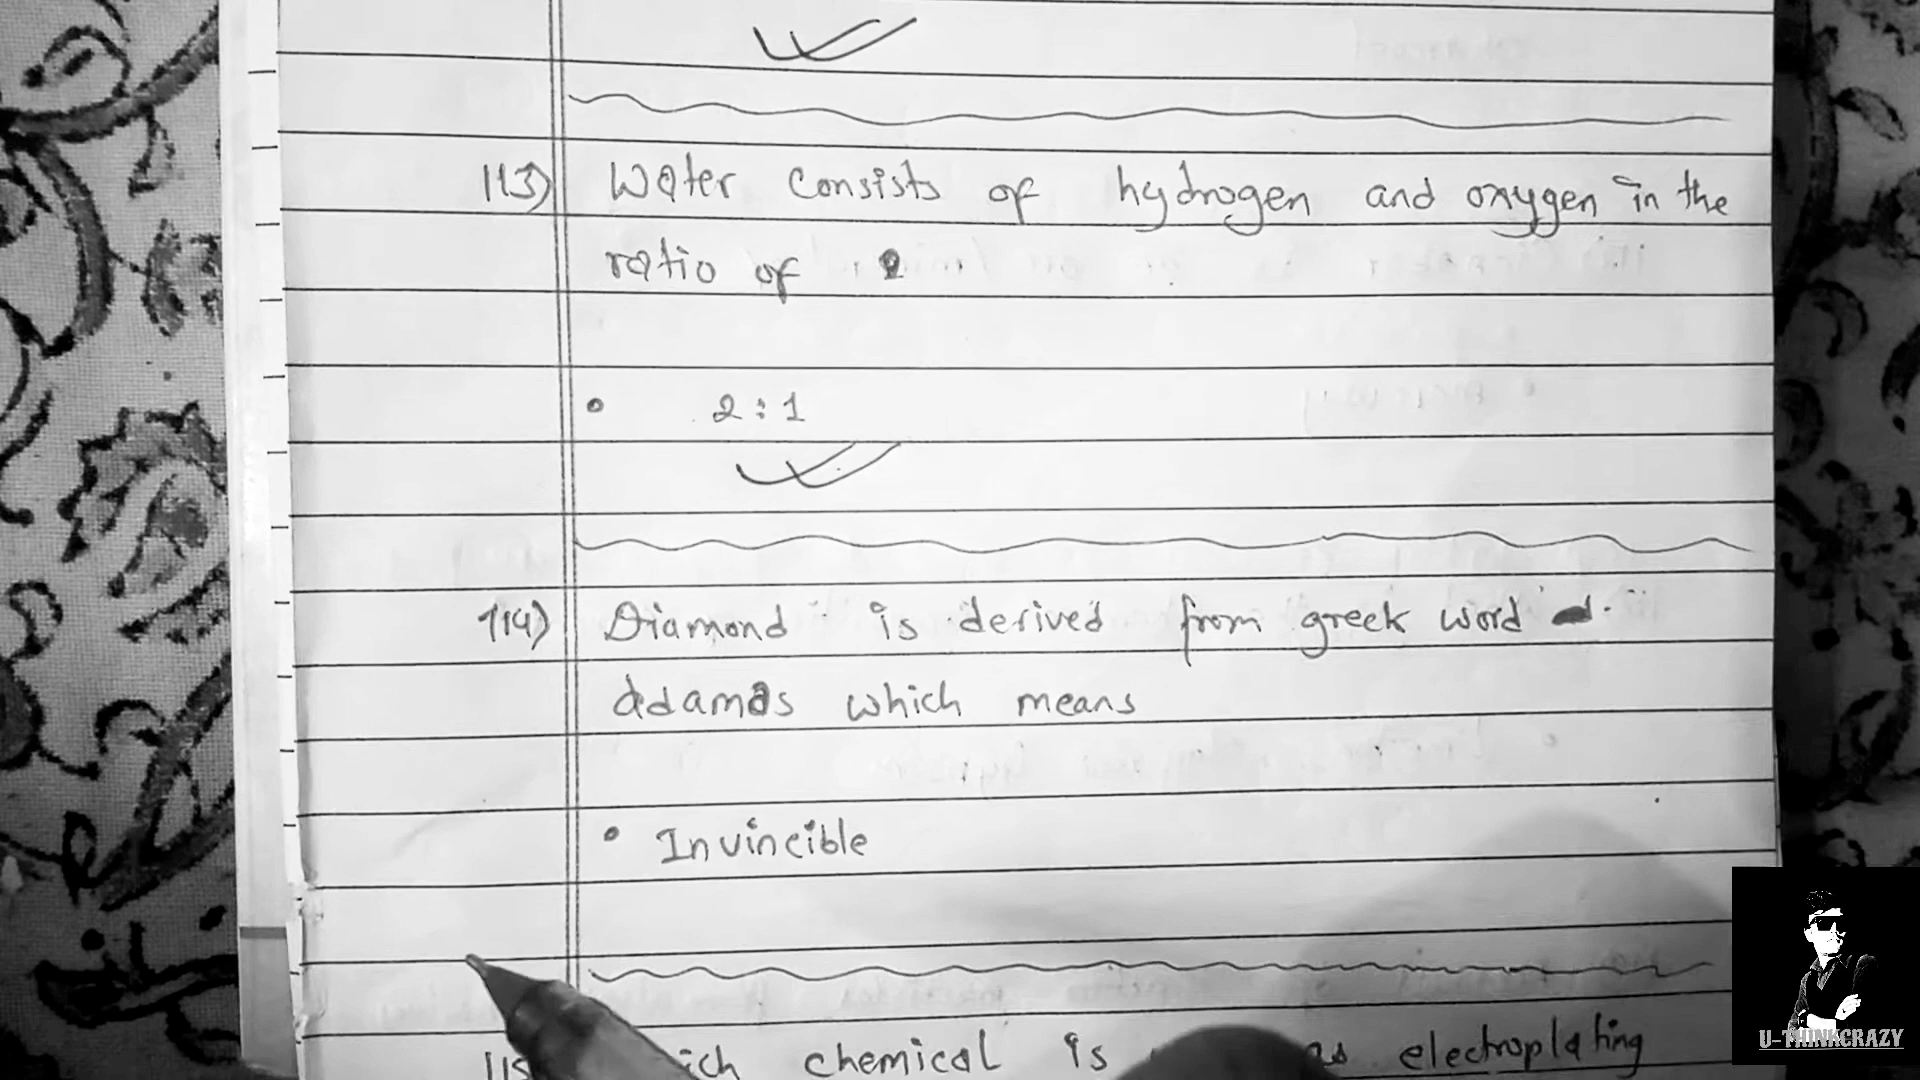 113) Water consists of hydrogen and oxygen in the
ratio of
• 2 : 1
114) Diamond is derived from greek word
adamas which means
• Invincible
chemical is electroplating
U-THINKCRAZY